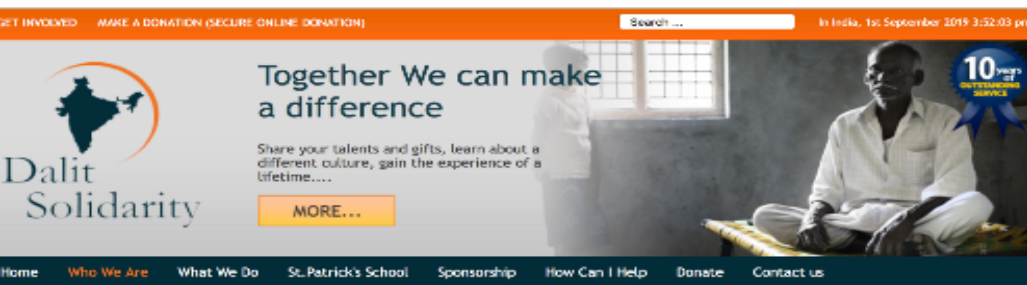 GET INVOLVED MAKE A DONATION (SECURE ONLINE DONATION) Search ... In India, 1st September 2019 3:52:03 pm
Together We can make
a difference
Share your talents and gifts, learn about a
different culture, gain the experience of a
lifetime....
MORE...
Dalit
Solidarity
10 years
of
OUTSTANDING
SERVICE
Home Who We Are What We Do St.Patrick's School Sponsorship How Can I Help Donate Contact us